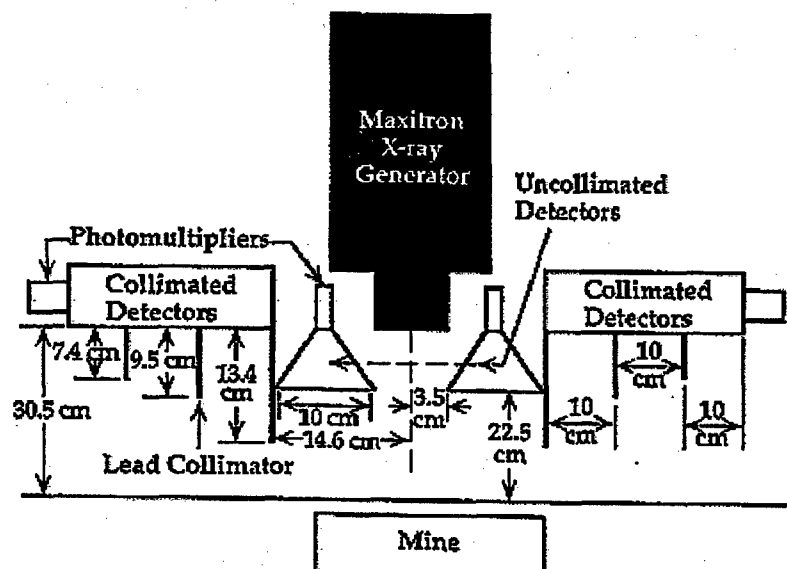 Maxitron
X-ray
Generator
Uncollimated
Detectors
Photomultipliers
Collimated
Detectors
Collimated
Detectors
7.4 cm
9.5 cm
13.4
cm
30.5 cm
10 cm
14.6 cm
3.5
cm
22.5
cm
10
cm
10
cm
10
cm
Lead Collimator
Mine